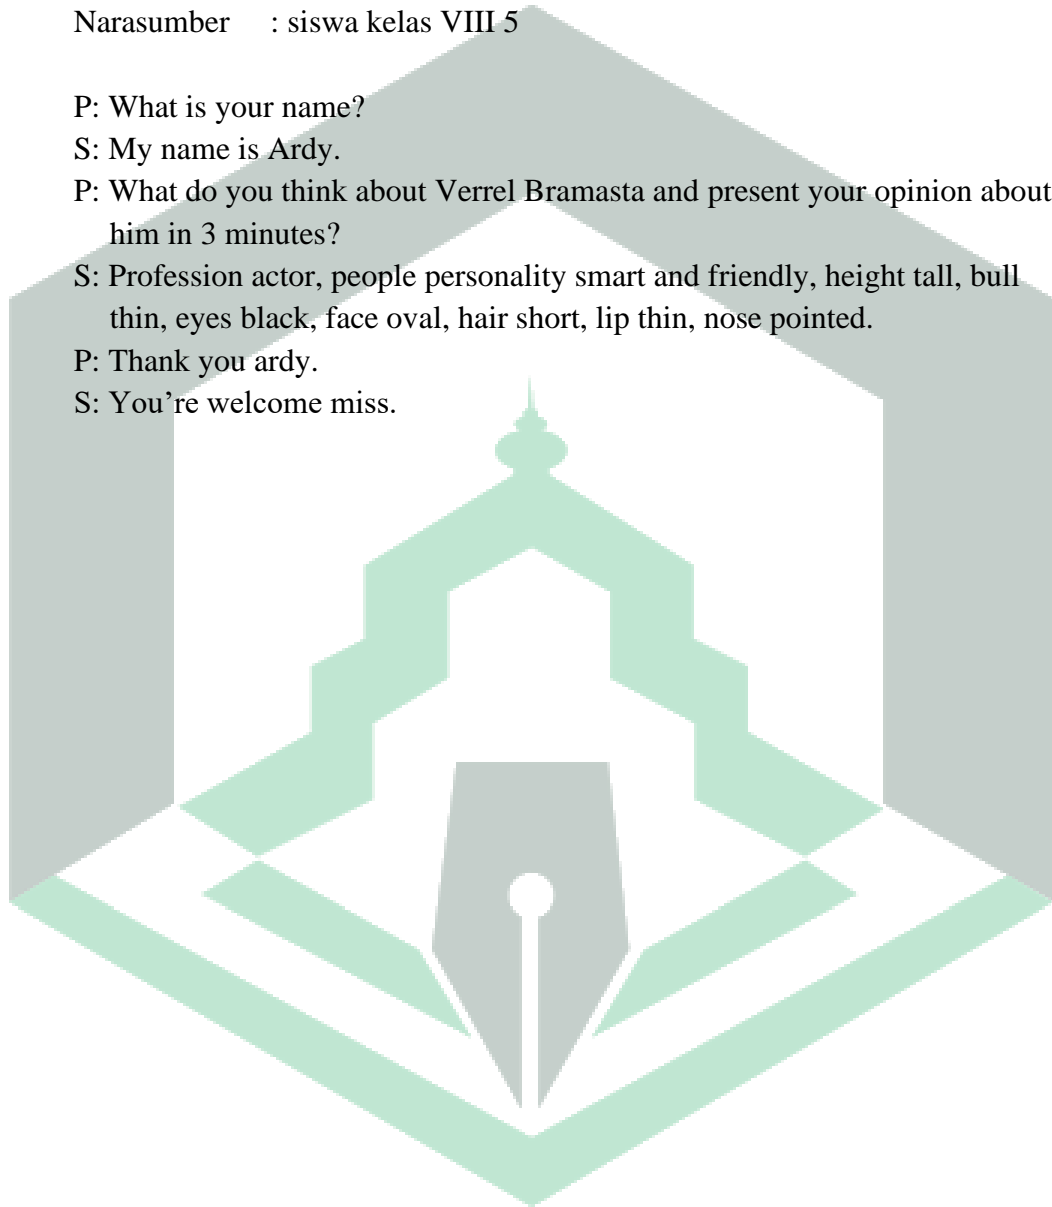 Narasumber : siswa kelas VIII 5
P: What is your name?
S: My name is Ardy.
P: What do you think about Verrel Bramasta and present your opinion about
him in 3 minutes?
S: Profession actor, people personality smart and friendly, height tall, bull
thin, eyes black, face oval, hair short, lip thin, nose pointed.
P: Thank you ardy.
S: You’re welcome miss.